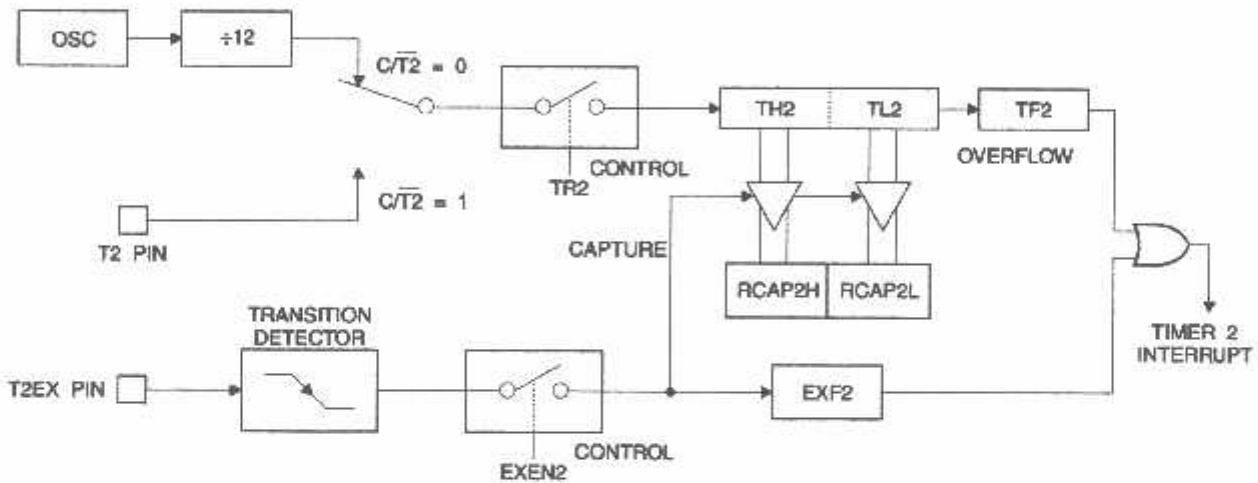 OSC
÷12
C/T2̅ = 0
TH2
TL2
TF2
OVERFLOW
CONTROL
TR2
C/T2̅ = 1
T2 PIN
CAPTURE
RCAP2H
RCAP2L
TRANSITION
DETECTOR
TIMER 2
INTERRUPT
T2EX PIN
EXF2
CONTROL
EXEN2